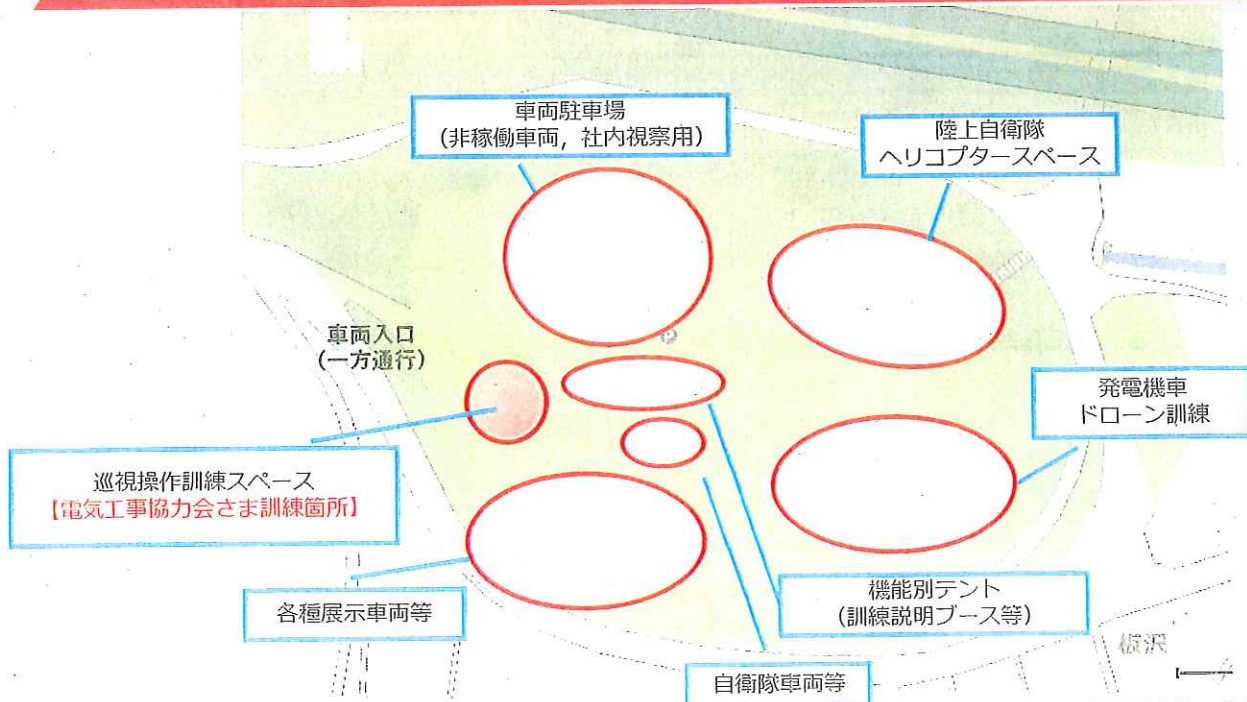 車両駐車場
(非稼働車両, 社内視察用)
陸上自衛隊
ヘリコプタースペース
車両入口
(一方通行)
P
発電機車
ドローン訓練
巡視操作訓練スペース
【電気工事協力会さま訓練箇所】
各種展示車両等
機能別テント
(訓練説明ブース等)
自衛隊車両等